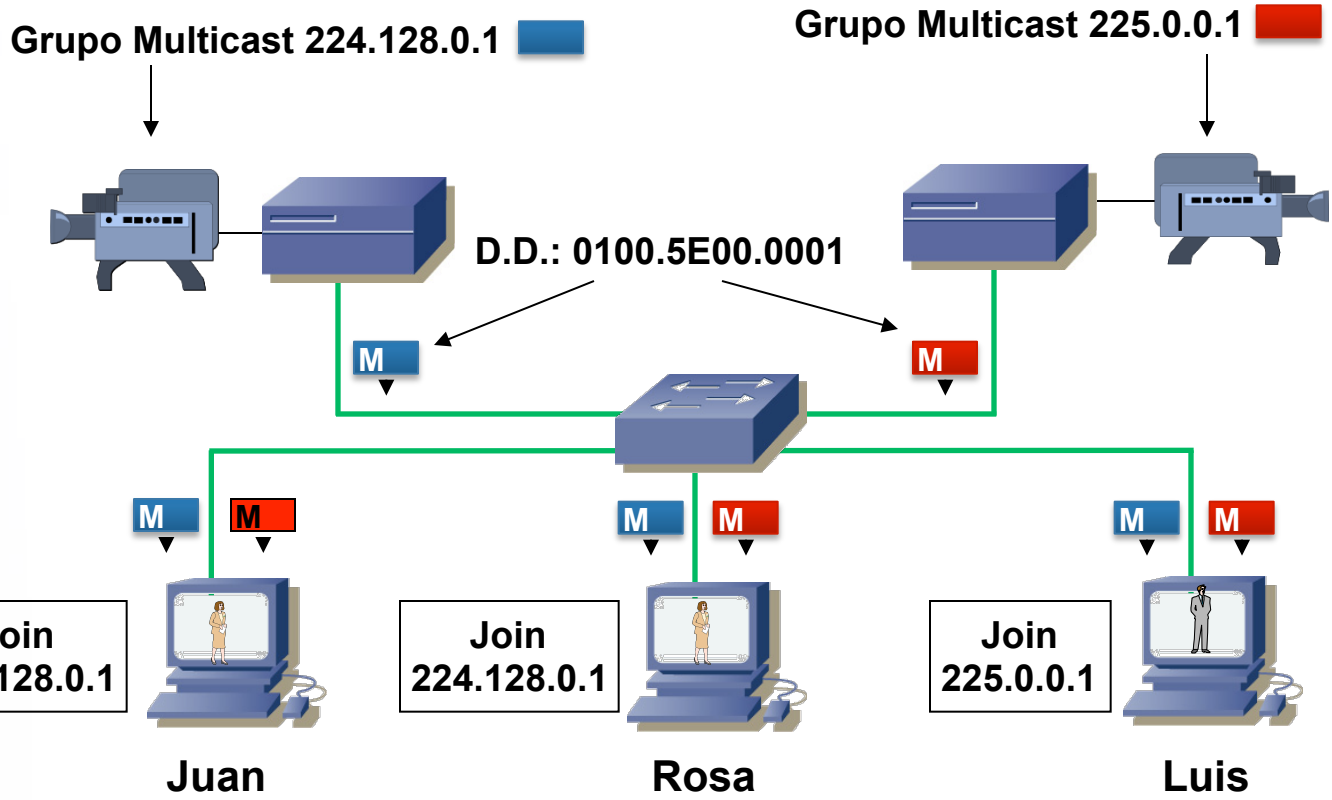 Grupo Multicast 224.128.0.1
Grupo Multicast 225.0.0.1
D.D.: 0100.5E00.0001
M
M
M
M
M
M
M
M
oin
128.0.1
Join
224.128.0.1
Join
225.0.0.1
Juan
Rosa
Luis